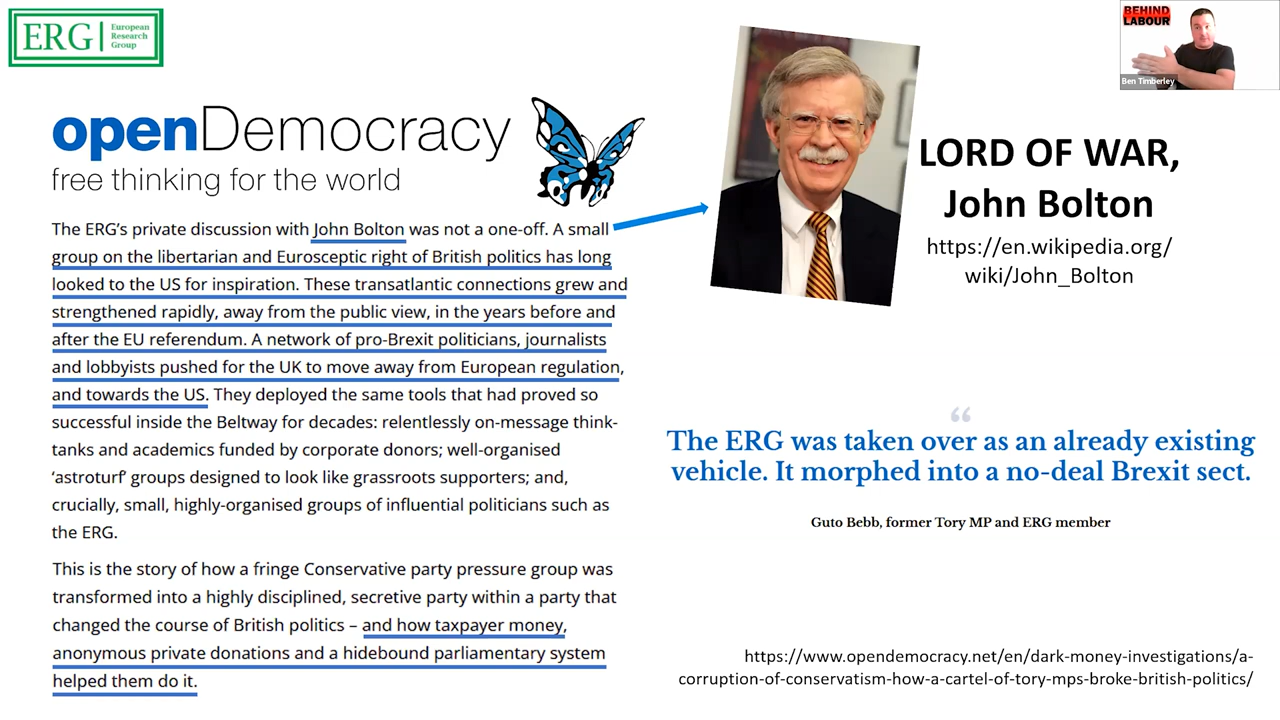 ERG
European
Research
Group
BEHIND
LABOUR
Ben Timberley
openDemocracy
free thinking for the world
LORD OF WAR,
John Bolton
https://en.wikipedia.org/
wiki/John_Bolton
The ERG's private discussion with John Bolton was not a one-off. A small
group on the libertarian and Eurosceptic right of British politics has long
looked to the US for inspiration. These transatlantic connections grew and
strengthened rapidly, away from the public view, in the years before and
after the EU referendum. A network of pro-Brexit politicians, journalists
and lobbyists pushed for the UK to move away from European regulation,
and towards the US. They deployed the same tools that had proved so
successful inside the Beltway for decades: relentlessly on-message think-
tanks and academics funded by corporate donors; well-organised
‘astroturf’ groups designed to look like grassroots supporters; and,
crucially, small, highly-organised groups of influential politicians such as
the ERG.
This is the story of how a fringe Conservative party pressure group was
transformed into a highly disciplined, secretive party within a party that
changed the course of British politics – and how taxpayer money,
anonymous private donations and a hidebound parliamentary system
helped them do it.
“
The ERG was taken over as an already existing
vehicle. It morphed into a no-deal Brexit sect.
Guto Bebb, former Tory MP and ERG member
https://www.opendemocracy.net/en/dark-money-investigations/a-
corruption-of-conservatism-how-a-cartel-of-tory-mps-broke-british-politics/